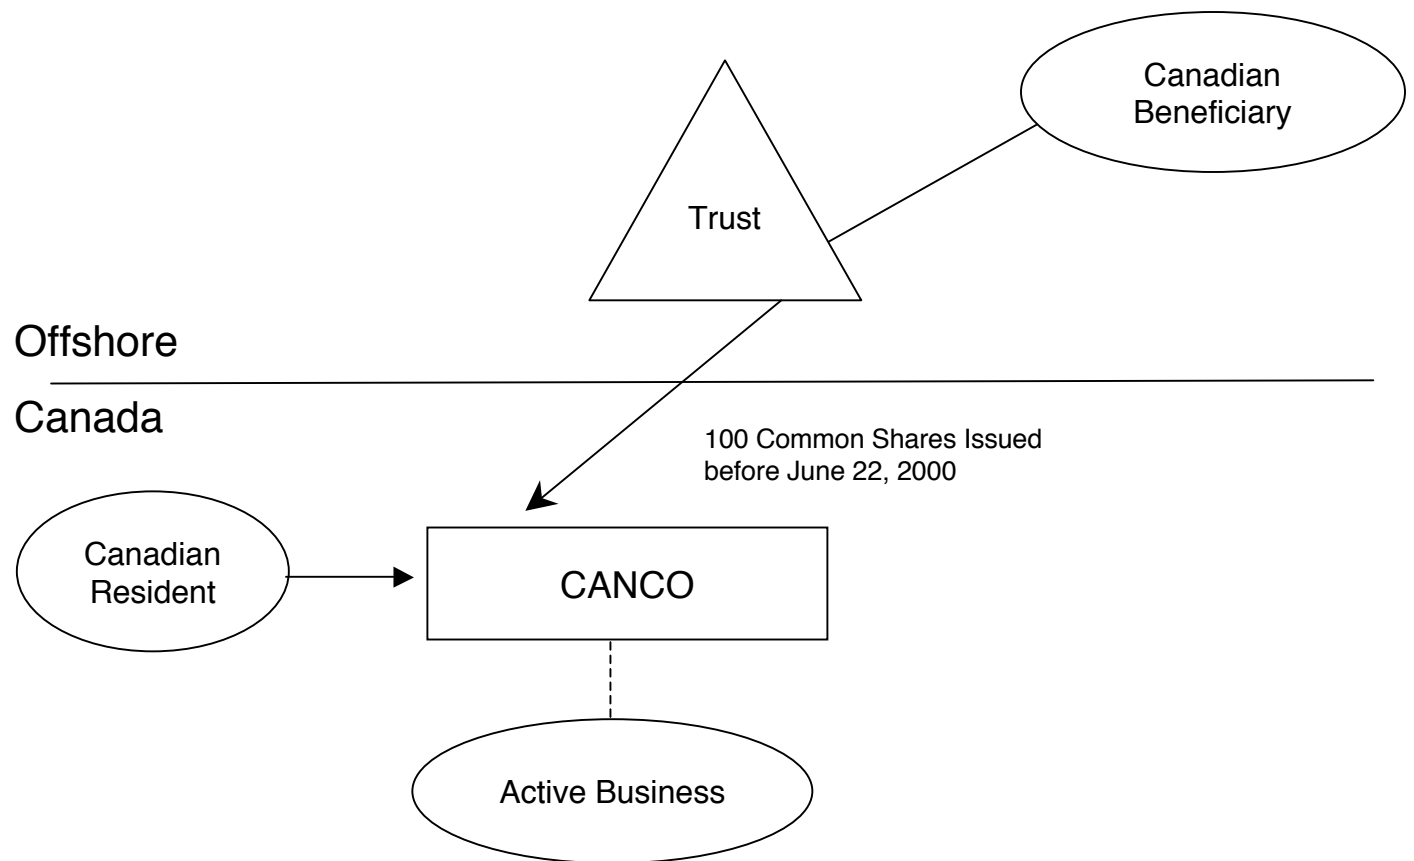 Canadian
Beneficiary
Trust
Offshore
Canada
100 Common Shares Issued
before June 22, 2000
Canadian
Resident
CANCO
Active Business